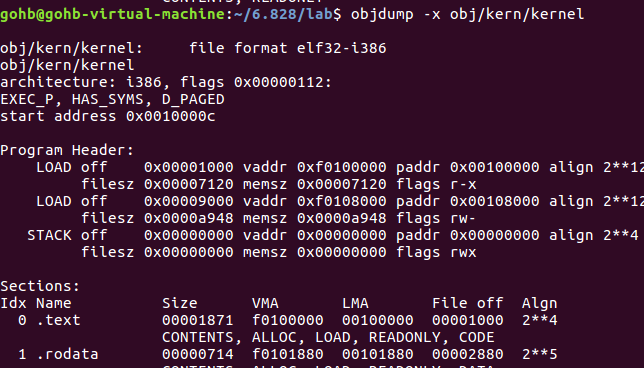 gohb@gohb-virtual-machine:~/6.828/lab$ objdump -x obj/kern/kernel
obj/kern/kernel:     file format elf32-i386
obj/kern/kernel
architecture: i386, flags 0x00000112:
EXEC_P, HAS_SYMS, D_PAGED
start address 0x0010000c
Program Header:
    LOAD off    0x00001000 vaddr 0xf0100000 paddr 0x00100000 align 2**12
         filesz 0x00007120 memsz 0x00007120 flags r-x
    LOAD off    0x00009000 vaddr 0xf0108000 paddr 0x00108000 align 2**12
         filesz 0x0000a948 memsz 0x0000a948 flags rw-
   STACK off    0x00000000 vaddr 0x00000000 paddr 0x00000000 align 2**4
         filesz 0x00000000 memsz 0x00000000 flags rwx
Sections:
Idx Name          Size      VMA       LMA       File off  Algn
  0 .text         00001871  f0100000  00100000  00001000  2**4
                  CONTENTS, ALLOC, LOAD, READONLY, CODE
  1 .rodata       00000714  f0101880  00101880  00002880  2**5